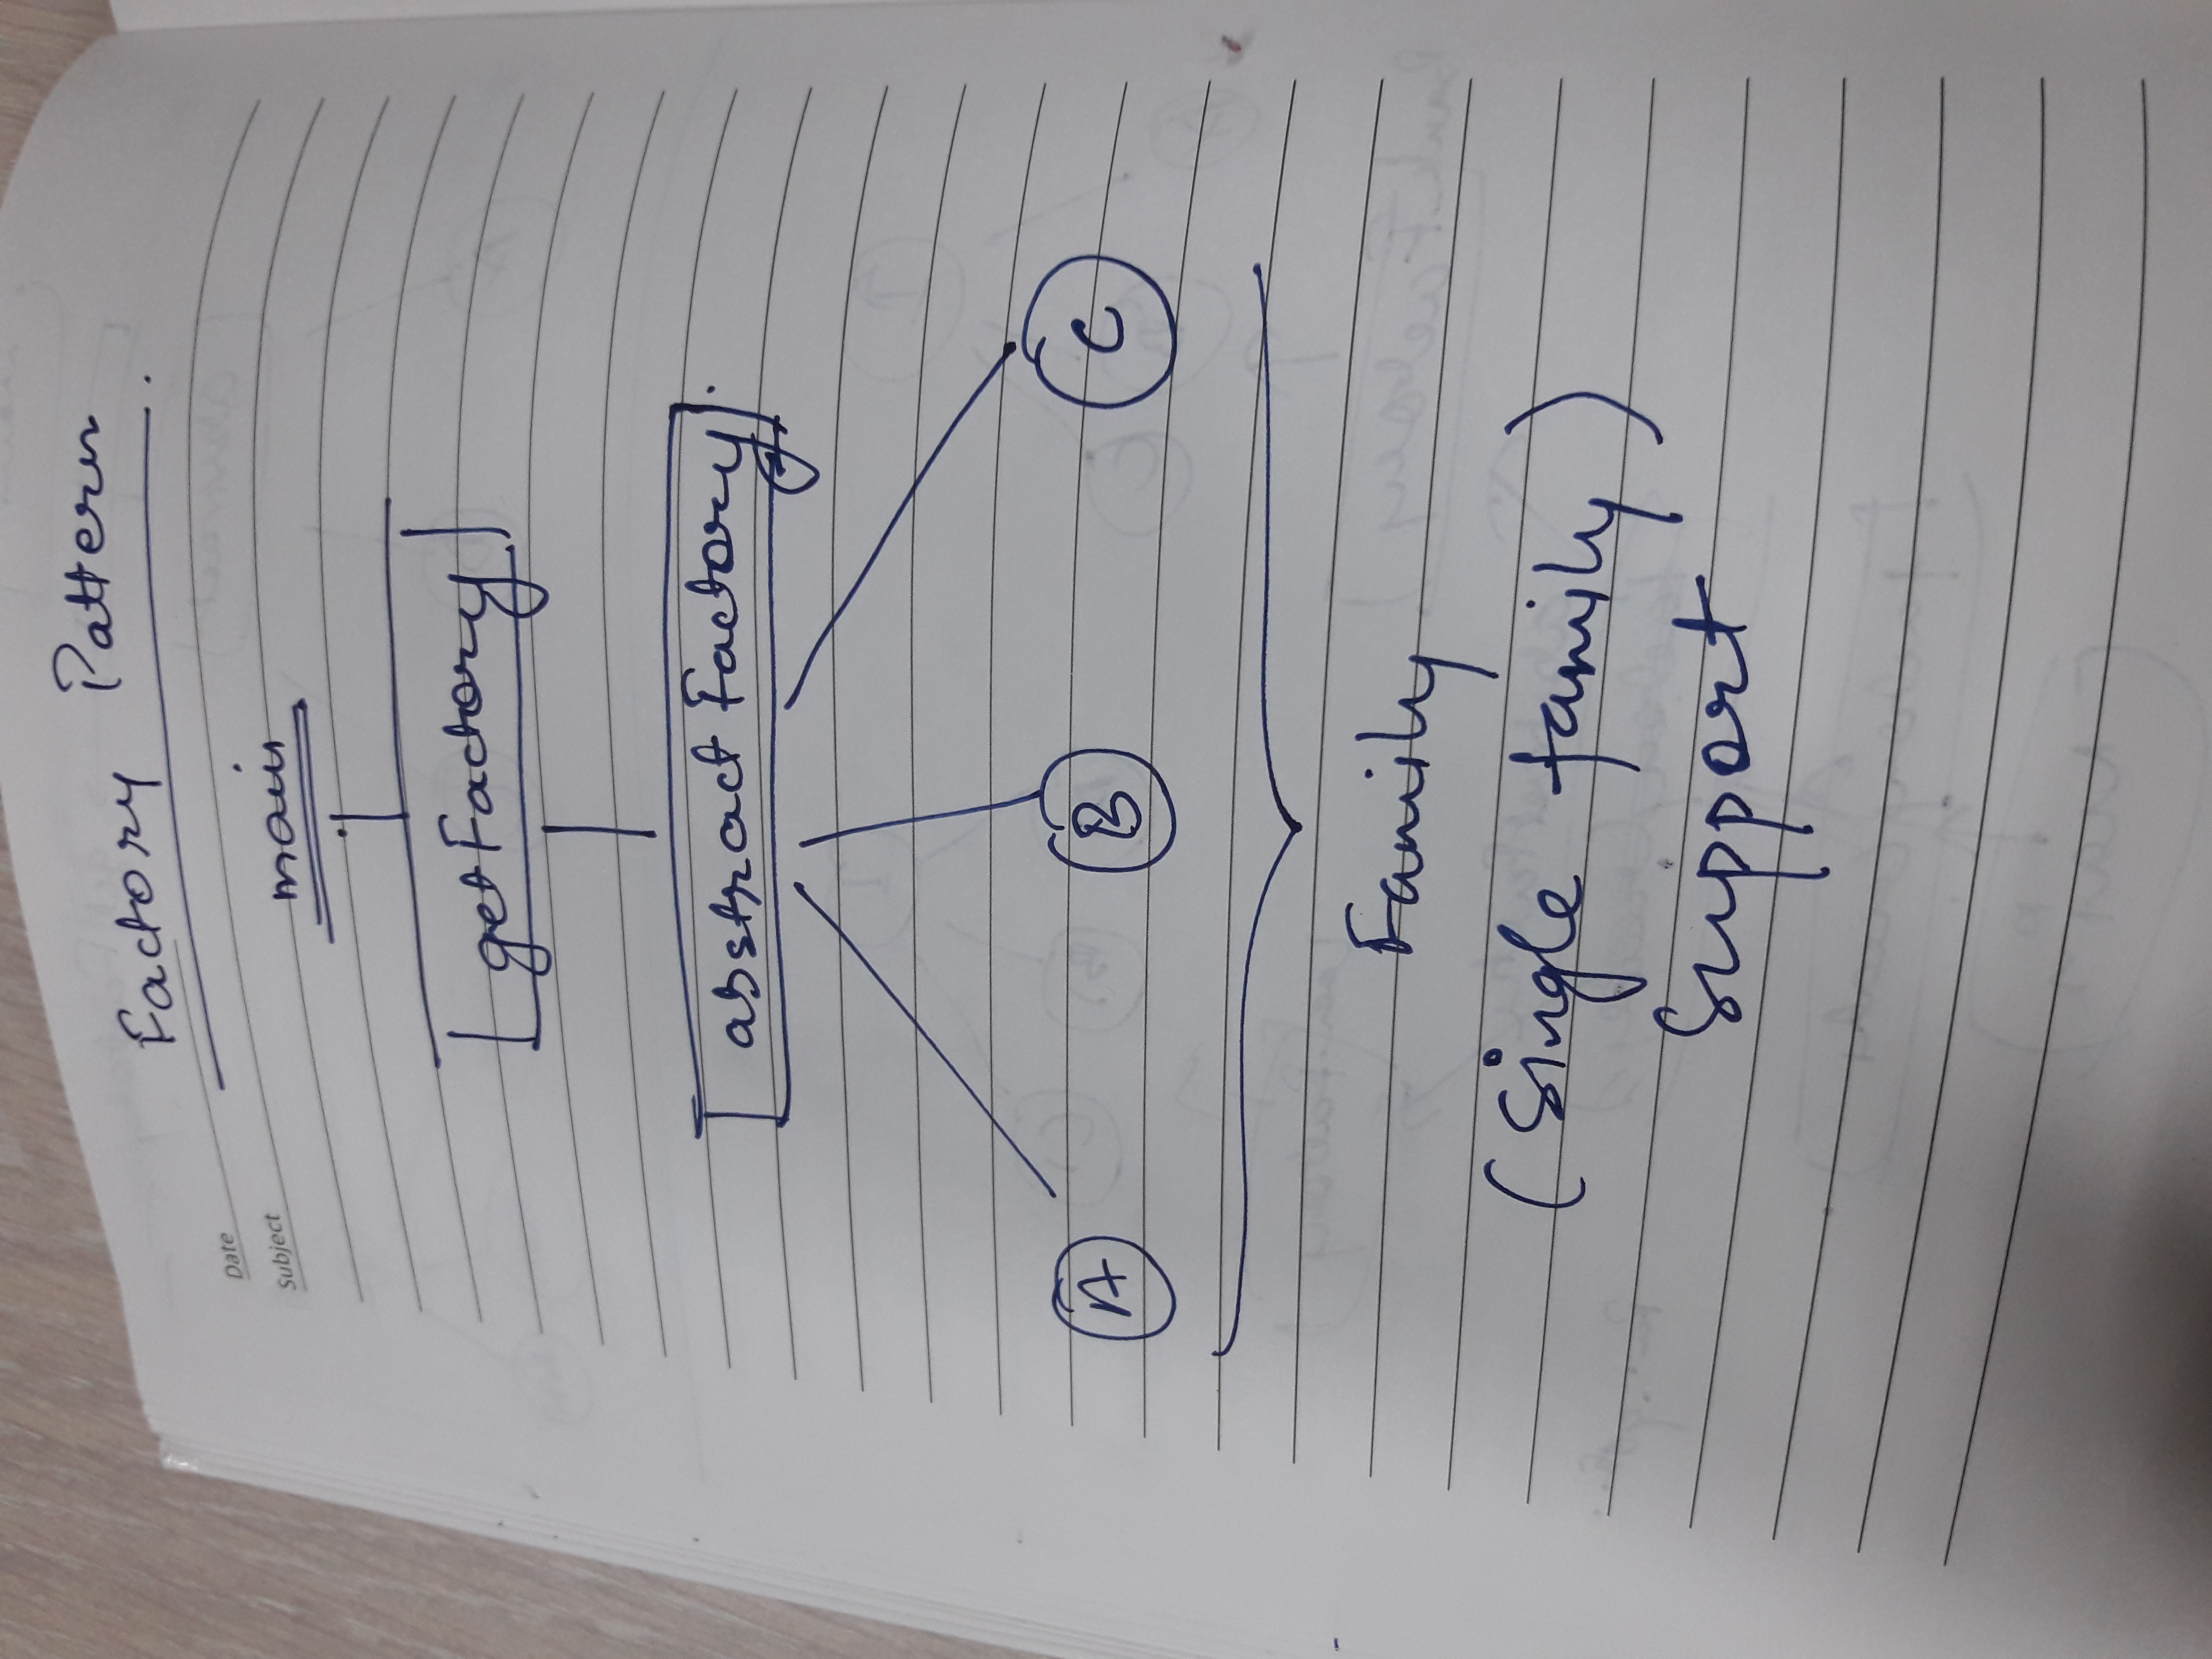 Factory Pattern
Date
Subject
main
getFactory
abstract Factory
A B C
Family
(Single family)
Support